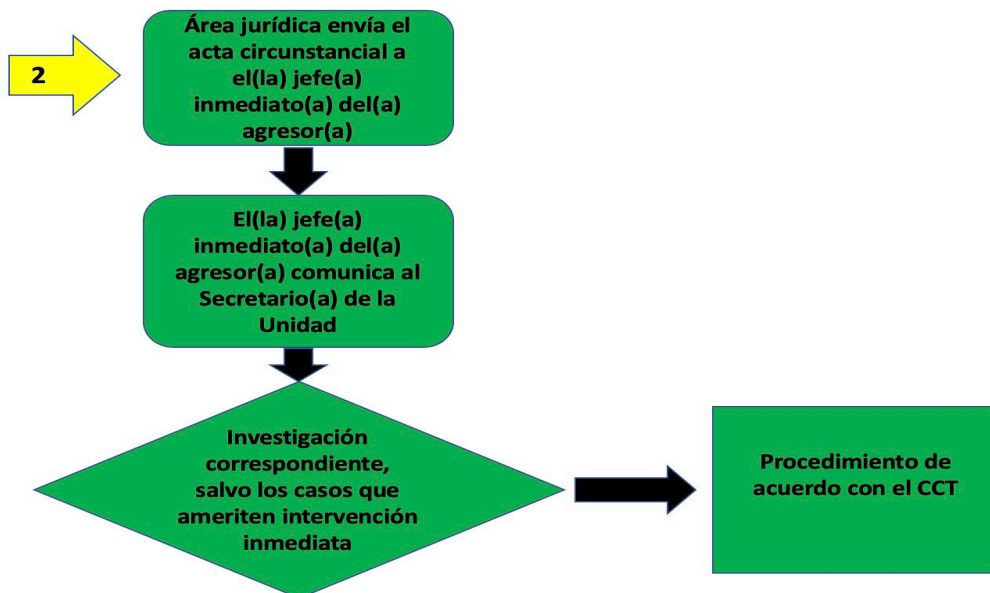 2
Área jurídica envía el
acta circunstancial a
el(la) jefe(a)
inmediato(a) del(a)
agresor(a)
El(la) jefe(a)
inmediato(a) del(a)
agresor(a) comunica al
Secretario(a) de la
Unidad
Investigación
correspondiente,
salvo los casos que
ameriten intervención
inmediata
Procedimiento de
acuerdo con el CCT